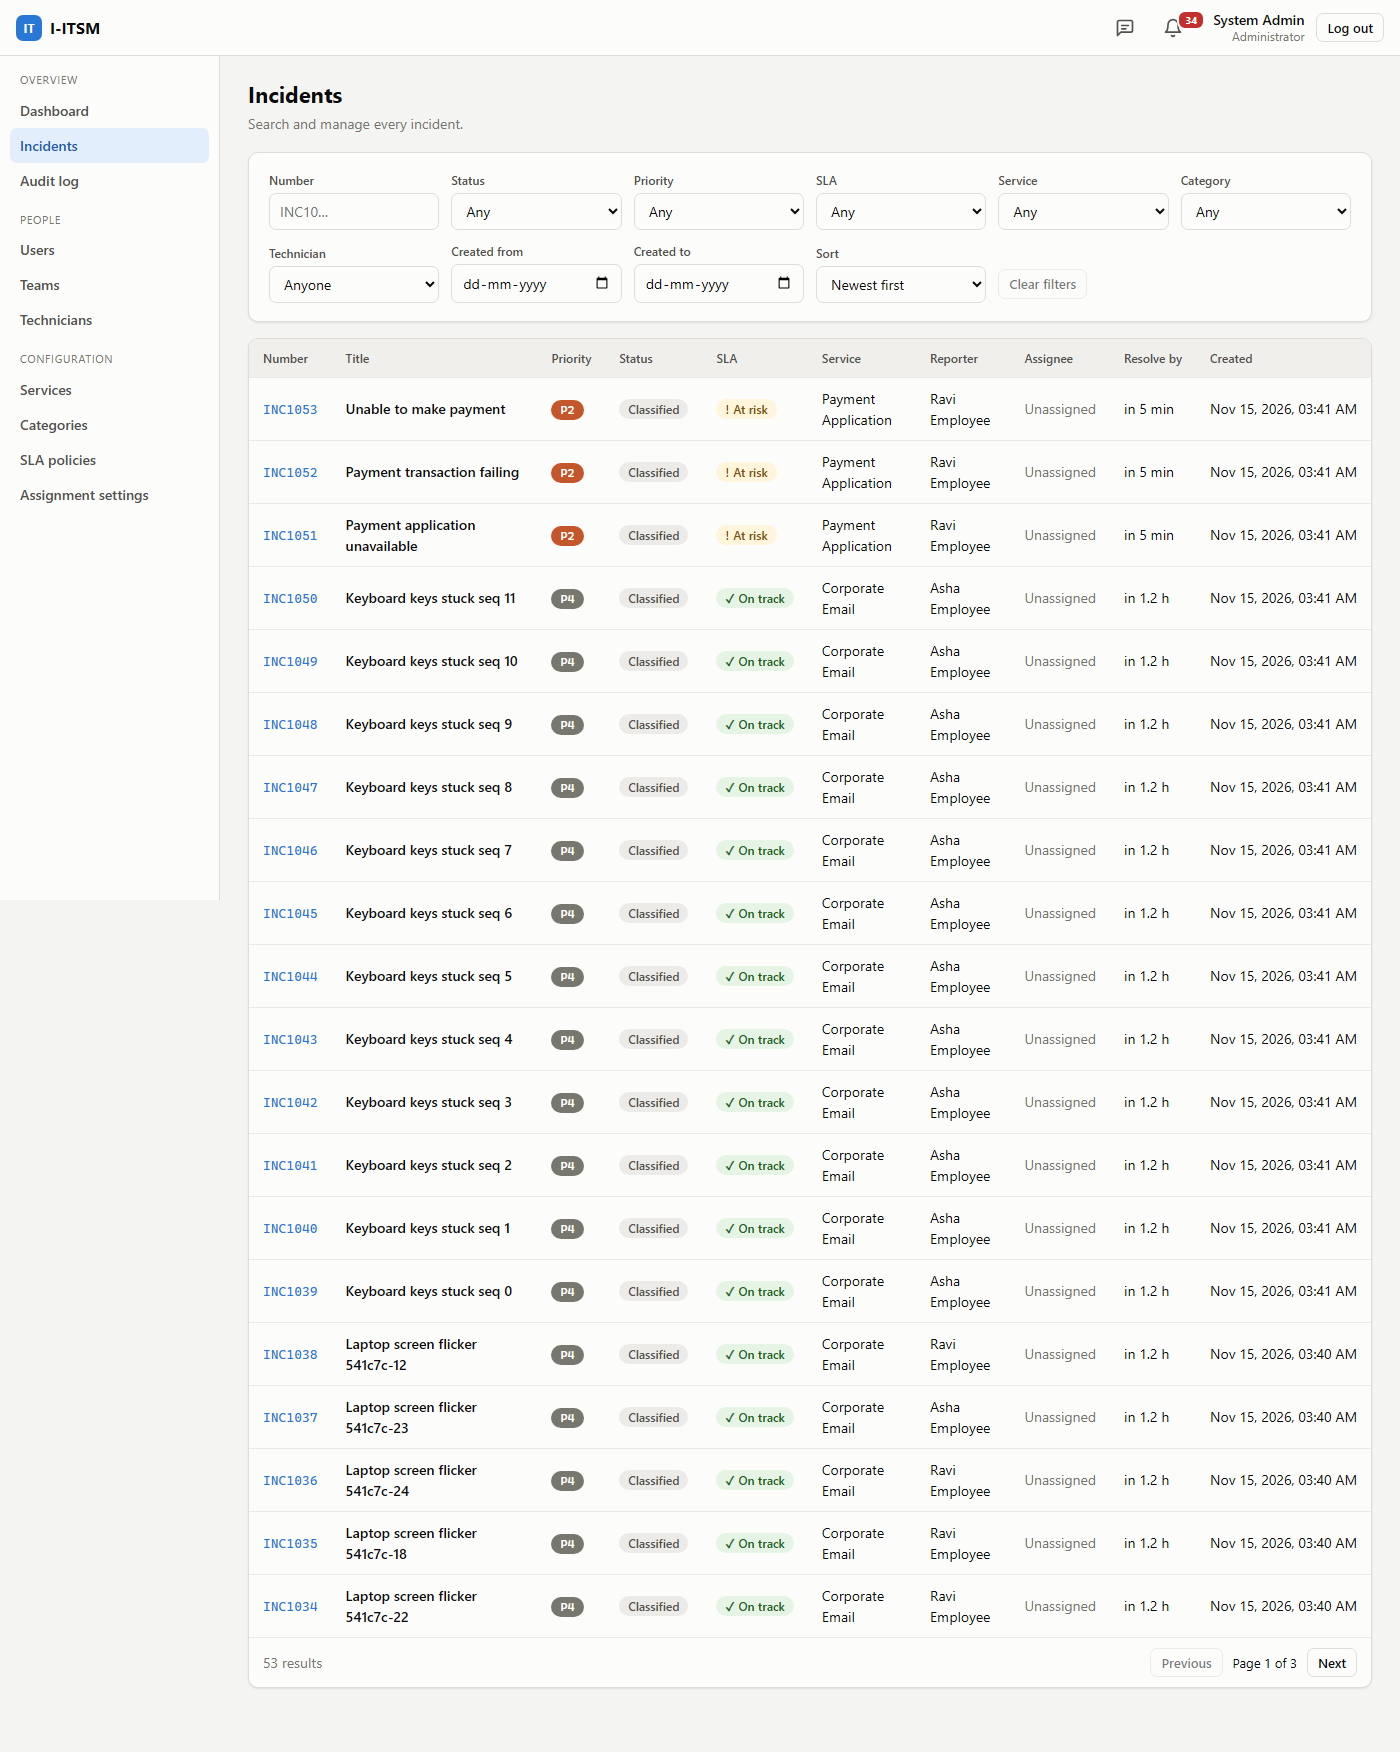 IT I-ITSM
34
System Admin
Administrator
Log out
OVERVIEW
Dashboard
Incidents
Audit log
PEOPLE
Users
Teams
Technicians
CONFIGURATION
Services
Categories
SLA policies
Assignment settings
Incidents
Search and manage every incident.
Number Status Priority SLA Service Category
INC10... Any Any Any Any Any
Technician Created from Created to Sort
Anyone dd-mm-yyyy dd-mm-yyyy Newest first Clear filters
Number Title Priority Status SLA Service Reporter Assignee Resolve by Created
INC1053 Unable to make payment P2 Classified ! At risk Payment Application Ravi Employee Unassigned in 5 min Nov 15, 2026, 03:41 AM
INC1052 Payment transaction failing P2 Classified ! At risk Payment Application Ravi Employee Unassigned in 5 min Nov 15, 2026, 03:41 AM
INC1051 Payment application unavailable P2 Classified ! At risk Payment Application Ravi Employee Unassigned in 5 min Nov 15, 2026, 03:41 AM
INC1050 Keyboard keys stuck seq 11 P4 Classified ✓ On track Corporate Email Asha Employee Unassigned in 1.2 h Nov 15, 2026, 03:41 AM
INC1049 Keyboard keys stuck seq 10 P4 Classified ✓ On track Corporate Email Asha Employee Unassigned in 1.2 h Nov 15, 2026, 03:41 AM
INC1048 Keyboard keys stuck seq 9 P4 Classified ✓ On track Corporate Email Asha Employee Unassigned in 1.2 h Nov 15, 2026, 03:41 AM
INC1047 Keyboard keys stuck seq 8 P4 Classified ✓ On track Corporate Email Asha Employee Unassigned in 1.2 h Nov 15, 2026, 03:41 AM
INC1046 Keyboard keys stuck seq 7 P4 Classified ✓ On track Corporate Email Asha Employee Unassigned in 1.2 h Nov 15, 2026, 03:41 AM
INC1045 Keyboard keys stuck seq 6 P4 Classified ✓ On track Corporate Email Asha Employee Unassigned in 1.2 h Nov 15, 2026, 03:41 AM
INC1044 Keyboard keys stuck seq 5 P4 Classified ✓ On track Corporate Email Asha Employee Unassigned in 1.2 h Nov 15, 2026, 03:41 AM
INC1043 Keyboard keys stuck seq 4 P4 Classified ✓ On track Corporate Email Asha Employee Unassigned in 1.2 h Nov 15, 2026, 03:41 AM
INC1042 Keyboard keys stuck seq 3 P4 Classified ✓ On track Corporate Email Asha Employee Unassigned in 1.2 h Nov 15, 2026, 03:41 AM
INC1041 Keyboard keys stuck seq 2 P4 Classified ✓ On track Corporate Email Asha Employee Unassigned in 1.2 h Nov 15, 2026, 03:41 AM
INC1040 Keyboard keys stuck seq 1 P4 Classified ✓ On track Corporate Email Asha Employee Unassigned in 1.2 h Nov 15, 2026, 03:41 AM
INC1039 Keyboard keys stuck seq 0 P4 Classified ✓ On track Corporate Email Asha Employee Unassigned in 1.2 h Nov 15, 2026, 03:41 AM
INC1038 Laptop screen flicker 541c7c-12 P4 Classified ✓ On track Corporate Email Ravi Employee Unassigned in 1.2 h Nov 15, 2026, 03:40 AM
INC1037 Laptop screen flicker 541c7c-23 P4 Classified ✓ On track Corporate Email Asha Employee Unassigned in 1.2 h Nov 15, 2026, 03:40 AM
INC1036 Laptop screen flicker 541c7c-24 P4 Classified ✓ On track Corporate Email Ravi Employee Unassigned in 1.2 h Nov 15, 2026, 03:40 AM
INC1035 Laptop screen flicker 541c7c-18 P4 Classified ✓ On track Corporate Email Ravi Employee Unassigned in 1.2 h Nov 15, 2026, 03:40 AM
INC1034 Laptop screen flicker 541c7c-22 P4 Classified ✓ On track Corporate Email Ravi Employee Unassigned in 1.2 h Nov 15, 2026, 03:40 AM
53 results Previous Page 1 of 3 Next